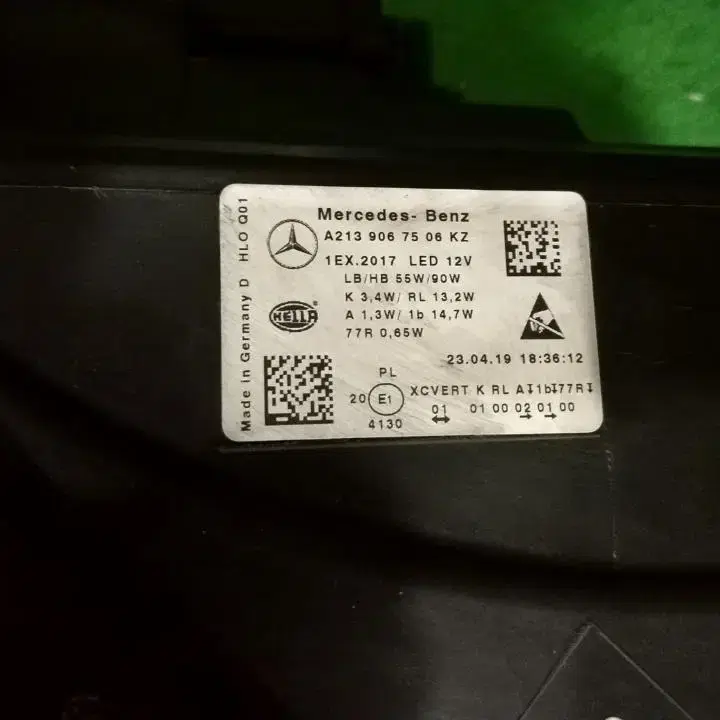 Made in Germany D HLO Q01
Mercedes- Benz
A213 906 75 06 KZ
1EX.2017 LED 12V
LB/HB 55W/90W
K 3,4W/ RL 13,2W
HELLA
A 1,3W/ 1b 14,7W
77R 0,65W
23.04.19 18:36:12
PL
20 E1 XCVERT K RL A 1b 77R
01 01 00 02 01 00
4130